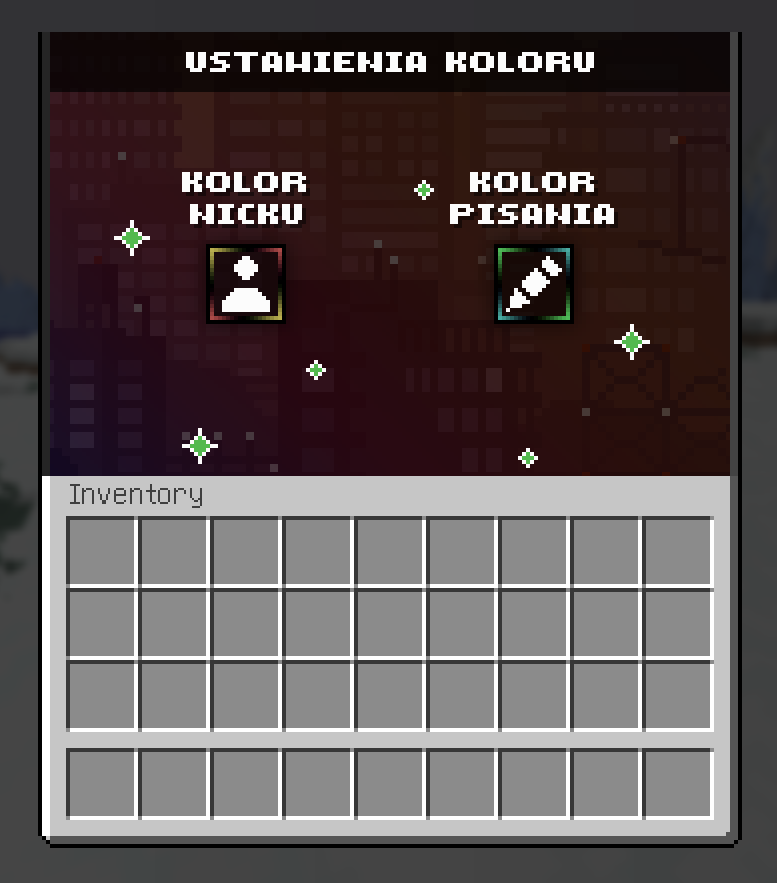 USTAWIENIA KOLORU
KOLOR
NICKU
KOLOR
PISANIA
Inventory